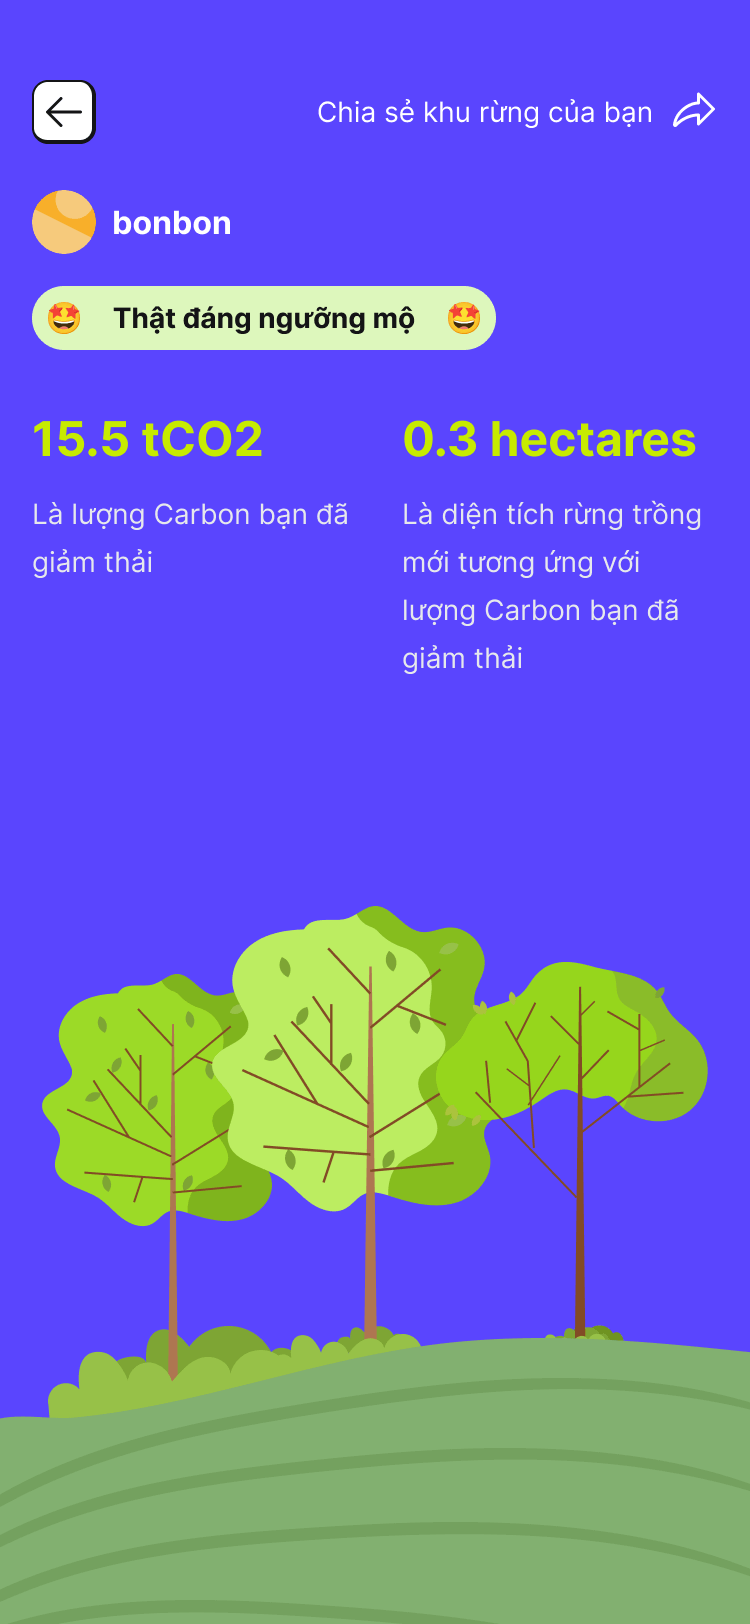 Chia sẻ khu rừng của bạn
bonbon
🤩 Thật đáng ngưỡng mộ 🤩
15.5 tCO2
Là lượng Carbon bạn đã
giảm thải
0.3 hectares
Là diện tích rừng trồng
mới tương ứng với
lượng Carbon bạn đã
giảm thải